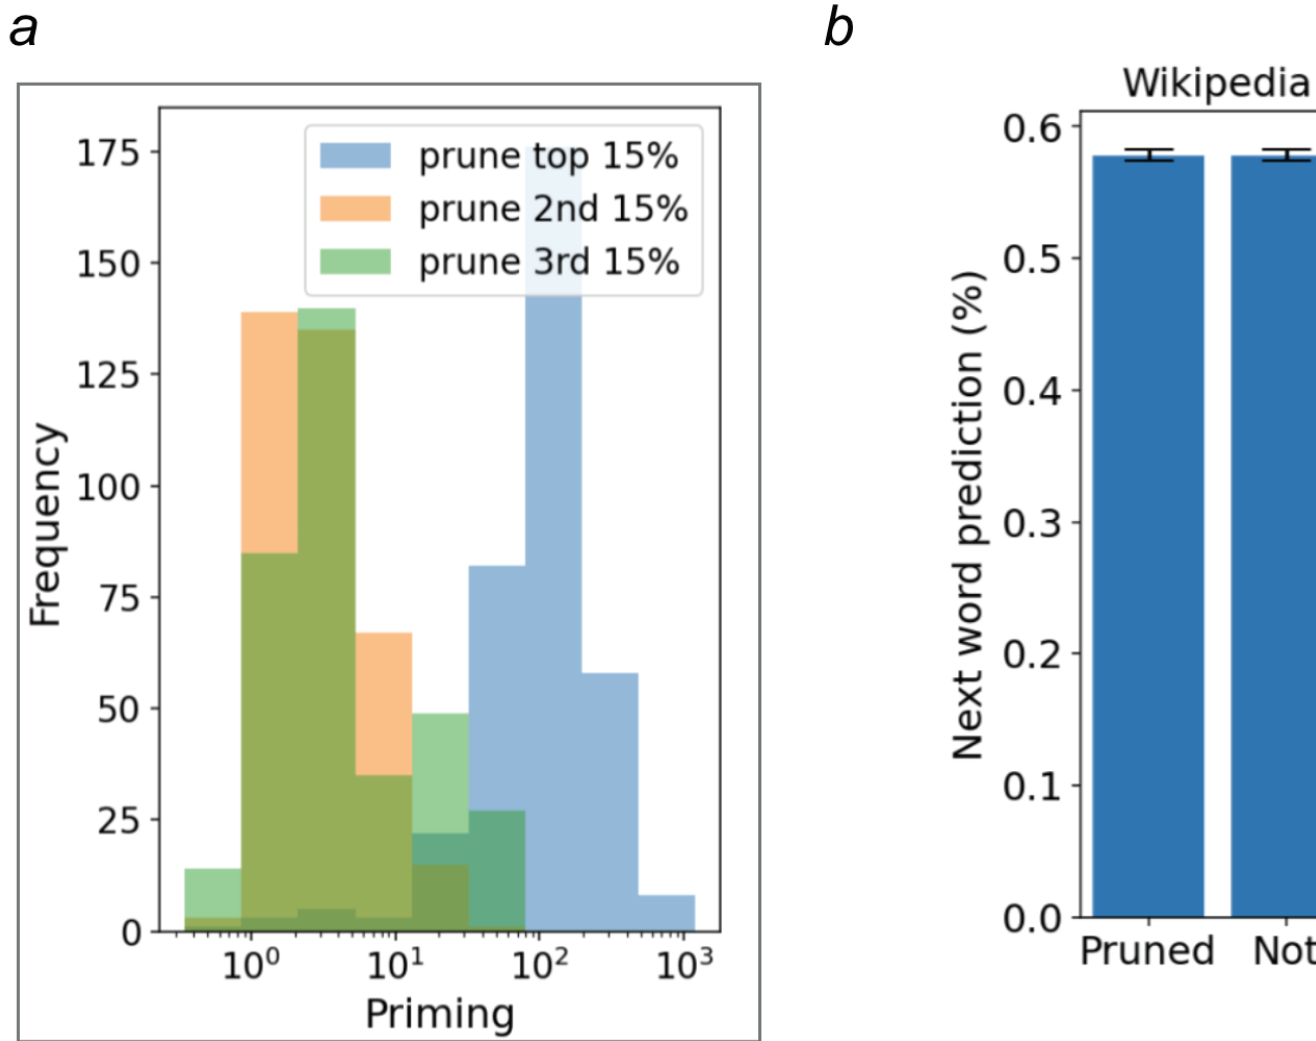 a
prune top 15%
prune 2nd 15%
prune 3rd 15%
Frequency
175
150
125
100
75
50
25
0
10⁰ 10¹ 10² 10³
Priming
b
Wikipedia
Next word prediction (%)
0.6
0.5
0.4
0.3
0.2
0.1
0.0
Pruned Not